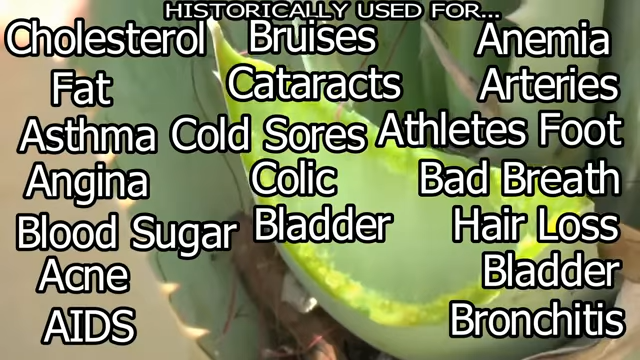 HISTORICALLY USED FOR...
Cholesterol Bruises Anemia
Fat Cataracts Arteries
Asthma Cold Sores Athletes Foot
Angina Colic Bad Breath
Blood Sugar Bladder Hair Loss
Acne Bladder
AIDS Bronchitis